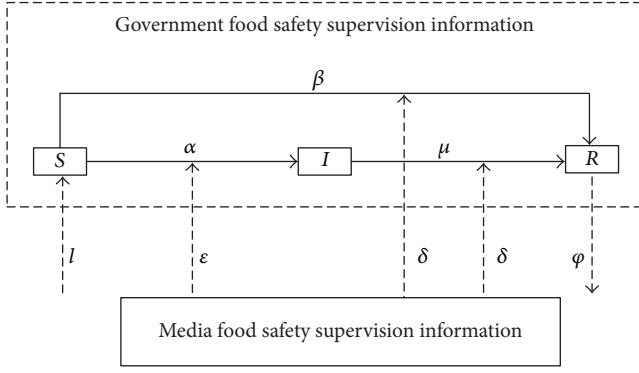 Government food safety supervision information
β
S
α
I
μ
R
l
ε
δ
δ
φ
Media food safety supervision information